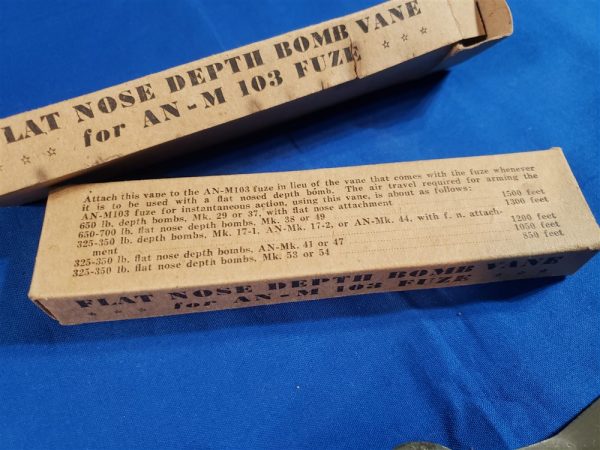 FLAT NOSE DEPTH BOMB VANE
for AN-M 103 FUZE
Attach this vane to the AN-M103 fuze in lieu of the vane that comes with the fuze whenever
it is to be used with a flat nosed depth bomb. The air travel required for arming the
AN-M103 fuze for instantaneous action, using this vane, is about as follows:
650 lb. depth bombs, Mk. 29 or 37, with flat nose attachment 1500 feet
650-700 lb. flat nose depth bombs, Mk. 38 or 49 1300 feet
325-350 lb. depth bombs, Mk. 17-1, AN-Mk. 17-2, or AN-Mk. 44, with f. n. attach-
ment 1200 feet
325-350 lb. flat nose depth bombs, AN-Mk. 41 or 47 1050 feet
325-350 lb. flat nose depth bombs, Mk. 53 or 54 850 feet
FLAT NOSE DEPTH BOMB VANE
for AN-M 103 FUZE